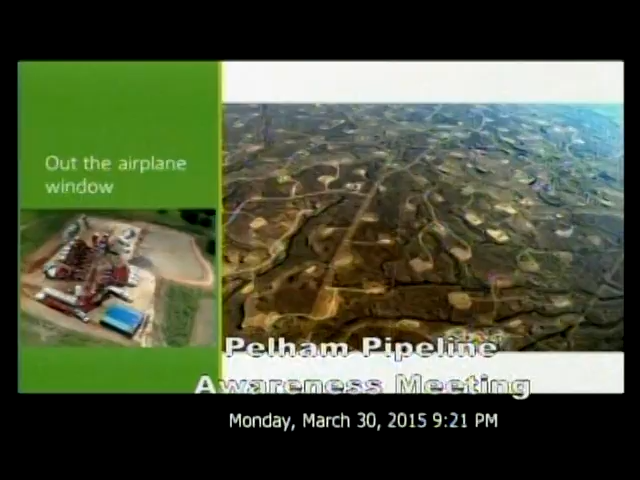 Out the airplane
window
Pelham Pipeline
Awareness Meeting
Monday, March 30, 2015 9:21 PM